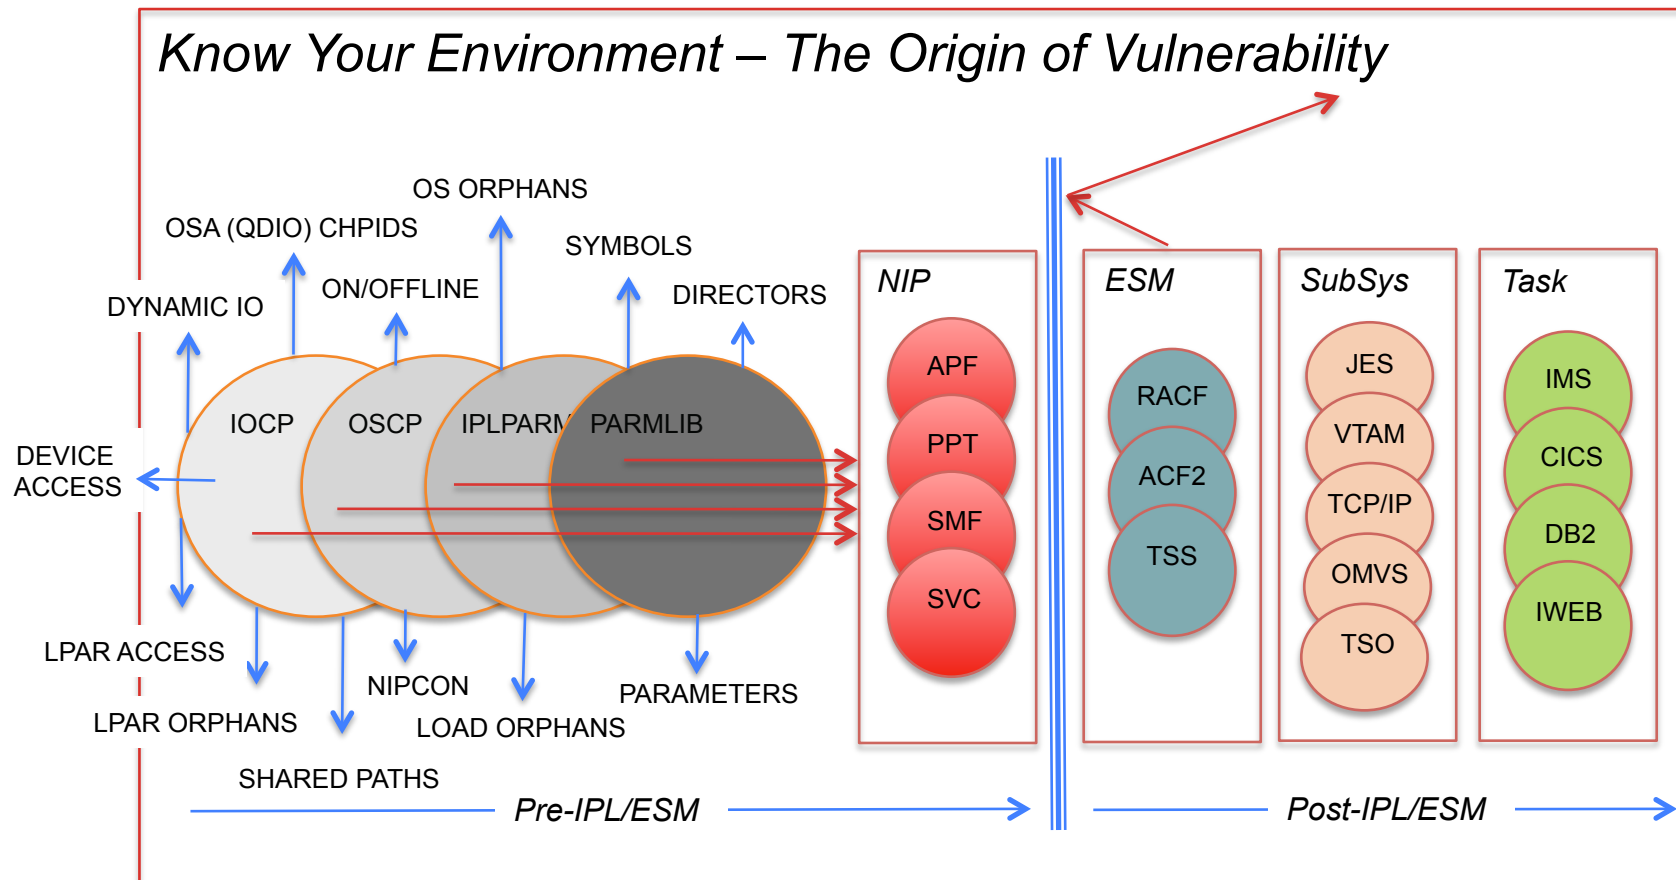 Know Your Environment – The Origin of Vulnerability
OS ORPHANS
OSA (QDIO) CHPIDS
SYMBOLS
ON/OFFLINE
DIRECTORS
DYNAMIC IO
IOCP
OSCP
IPLPARM
PARMLIB
DEVICE
ACCESS
LPAR ACCESS
NIPCON
PARAMETERS
LPAR ORPHANS
LOAD ORPHANS
SHARED PATHS
NIP
APF
PPT
SMF
SVC
ESM
RACF
ACF2
TSS
SubSys
JES
VTAM
TCP/IP
OMVS
TSO
Task
IMS
CICS
DB2
IWEB
Pre-IPL/ESM
Post-IPL/ESM